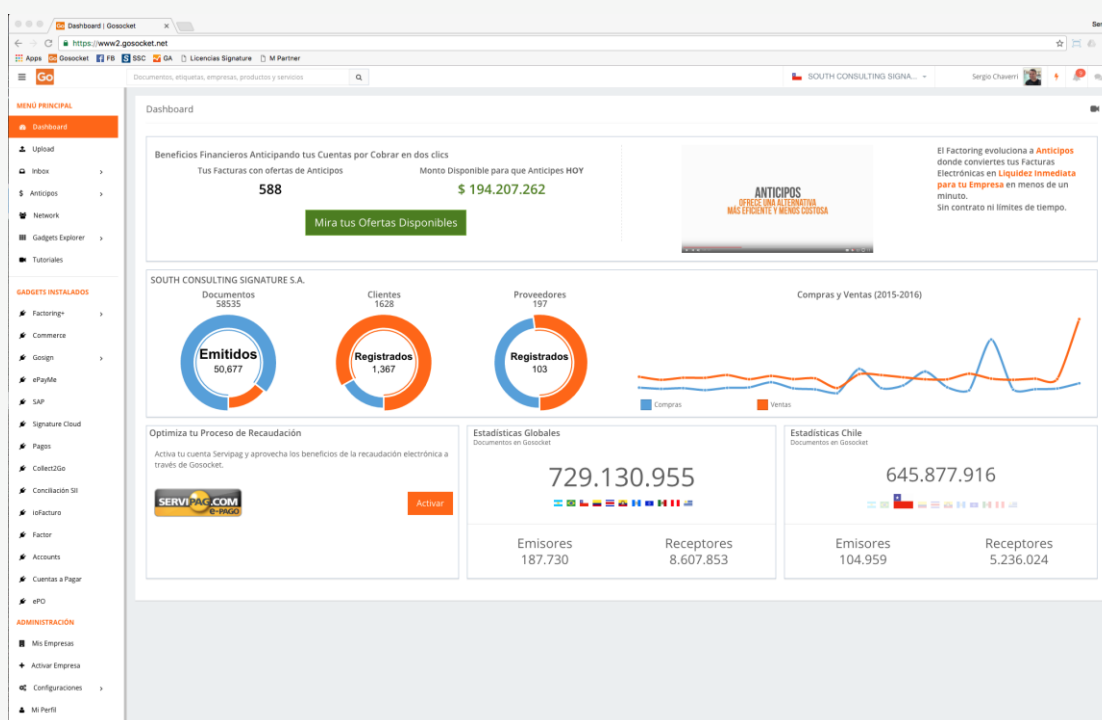 Dashboard | Gosocket
Ser
https://www2.gosocket.net
Apps Gosocket FB SSC GA Licencias Signature M Partner
Go
Documentos, etiquetas, empresas, productos y servicios
SOUTH CONSULTING SIGNA...
Sergio Chaverri
MENÚ PRINCIPAL
Dashboard
Upload
Inbox
Anticipos
Network
Gadgets Explorer
Tutoriales
GADGETS INSTALADOS
Factoring+
Commerce
Gosign
ePayMe
SAP
Signature Cloud
Pagos
Collect2Go
Conciliación SII
ioFacturo
Factor
Accounts
Cuentas a Pagar
ePO
ADMINISTRACIÓN
Mis Empresas
Activar Empresa
Configuraciones
Mi Perfil
Dashboard
Beneficios Financieros Anticipando tus Cuentas por Cobrar en dos clics
Tus Facturas con ofertas de Anticipos
588
Monto Disponible para que Anticipes HOY
$ 194.207.262
Mira tus Ofertas Disponibles
ANTICIPOS
OFRECE UNA ALTERNATIVA
MÁS EFICIENTE Y MENOS COSTOSA
El Factoring evoluciona a Anticipos
donde conviertes tus Facturas
Electrónicas en Liquidez Inmediata
para tu Empresa en menos de un
minuto.
Sin contrato ni límites de tiempo.
SOUTH CONSULTING SIGNATURE S.A.
Documentos
58535
Emitidos
50,677
Clientes
1628
Registrados
1,367
Proveedores
197
Registrados
103
Compras y Ventas (2015-2016)
Compras
Ventas
Optimiza tu Proceso de Recaudación
Activa tu cuenta Servipag y aprovecha los beneficios de la recaudación electrónica a
través de Gosocket.
SERVIPAG.COM
e-PAGO
Activar
Estadísticas Globales
Documentos en Gosocket
729.130.955
Emisores
187.730
Receptores
8.607.853
Estadísticas Chile
Documentos en Gosocket
645.877.916
Emisores
104.959
Receptores
5.236.024